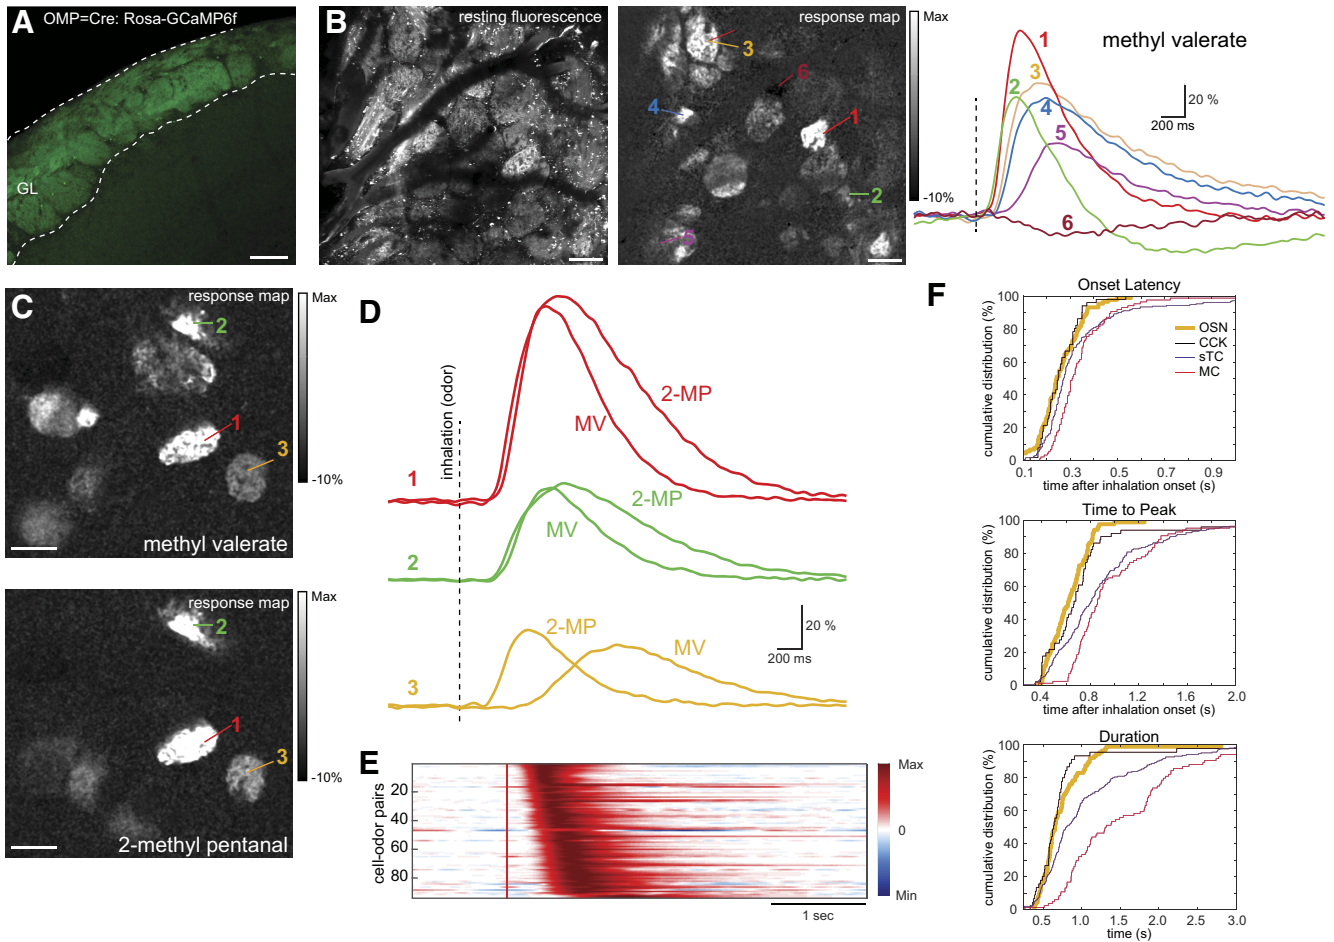 A
OMP=Cre: Rosa-GCaMP6f
GL
B
resting fluorescence
response map
3
6
4
1
2
5
Max
-10%
methyl valerate
1
3
2
4
5
6
20 %
200 ms
C
response map
2
1
3
methyl valerate
Max
-10%
response map
2
1
3
2-methyl pentanal
Max
-10%
D
inhalation (odor)
1
2-MP
MV
2
2-MP
MV
3
2-MP
MV
20 %
200 ms
E
cell-odor pairs
20
40
60
80
Max
0
Min
1 sec
F
Onset Latency
cumulative distribution (%)
100
80
60
40
20
0
OSN
CCK
sTC
MC
0.1 0.3 0.5 0.7 0.9
time after inhalation onset (s)
Time to Peak
cumulative distribution (%)
100
80
60
40
20
0
0.4 0.8 1.2 1.6 2.0
time after inhalation onset (s)
Duration
cumulative distribution (%)
100
80
60
40
20
0
0.5 1.0 1.5 2.0 2.5 3.0
time (s)